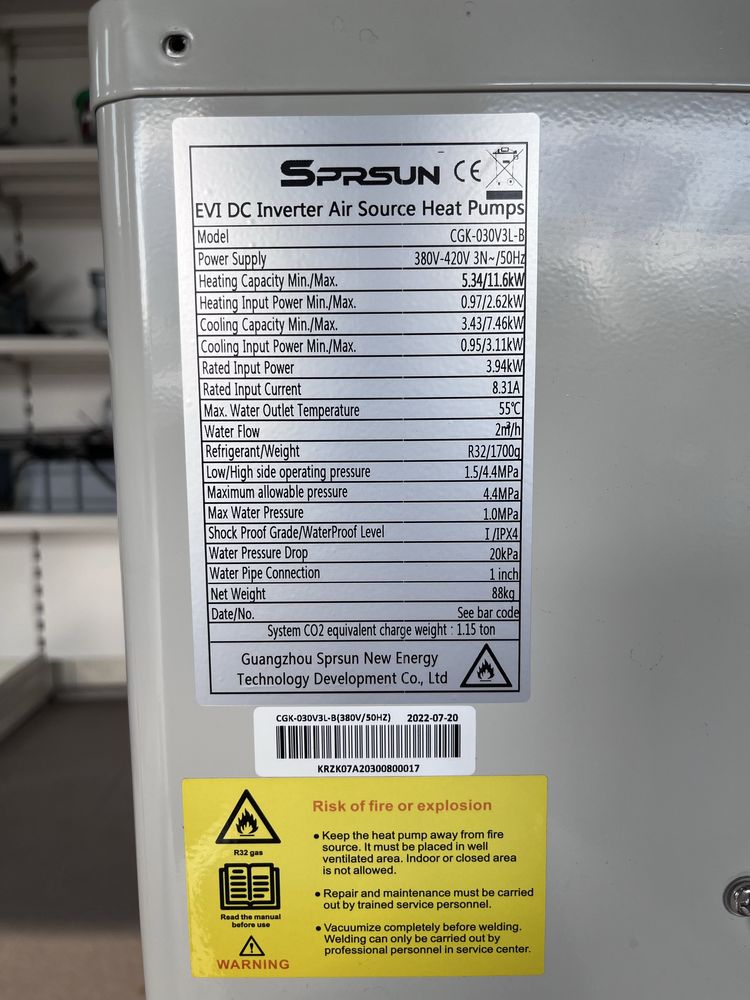 SPRSUN CE
EVI DC Inverter Air Source Heat Pumps
Model CGK-030V3L-B
Power Supply 380V-420V 3N~/50Hz
Heating Capacity Min./Max. 5.34/11.6kW
Heating Input Power Min./Max. 0.97/2.62kW
Cooling Capacity Min./Max. 3.43/7.46kW
Cooling Input Power Min./Max. 0.95/3.11kW
Rated Input Power 3.94kW
Rated Input Current 8.31A
Max. Water Outlet Temperature 55℃
Water Flow 2m³/h
Refrigerant/Weight R32/1700g
Low/High side operating pressure 1.5/4.4MPa
Maximum allowable pressure 4.4MPa
Max Water Pressure 1.0MPa
Shock Proof Grade/WaterProof Level I/IPX4
Water Pressure Drop 20kPa
Water Pipe Connection 1 inch
Net Weight 88kg
Date/No. See bar code
System CO2 equivalent charge weight : 1.15 ton
Guangzhou Sprsun New Energy
Technology Development Co., Ltd
CGK-030V3L-B(380V/50HZ) 2022-07-20
KRZK07A20300800017
Risk of fire or explosion
R32 gas
• Keep the heat pump away from fire
source. It must be placed in well
ventilated area. Indoor or closed area
is not allowed.
Read the manual
before use
• Repair and maintenance must be carried
out by trained service personnel.
WARNING
• Vacuumize completely before welding.
Welding can only be carried out by
professional personnel in service center.